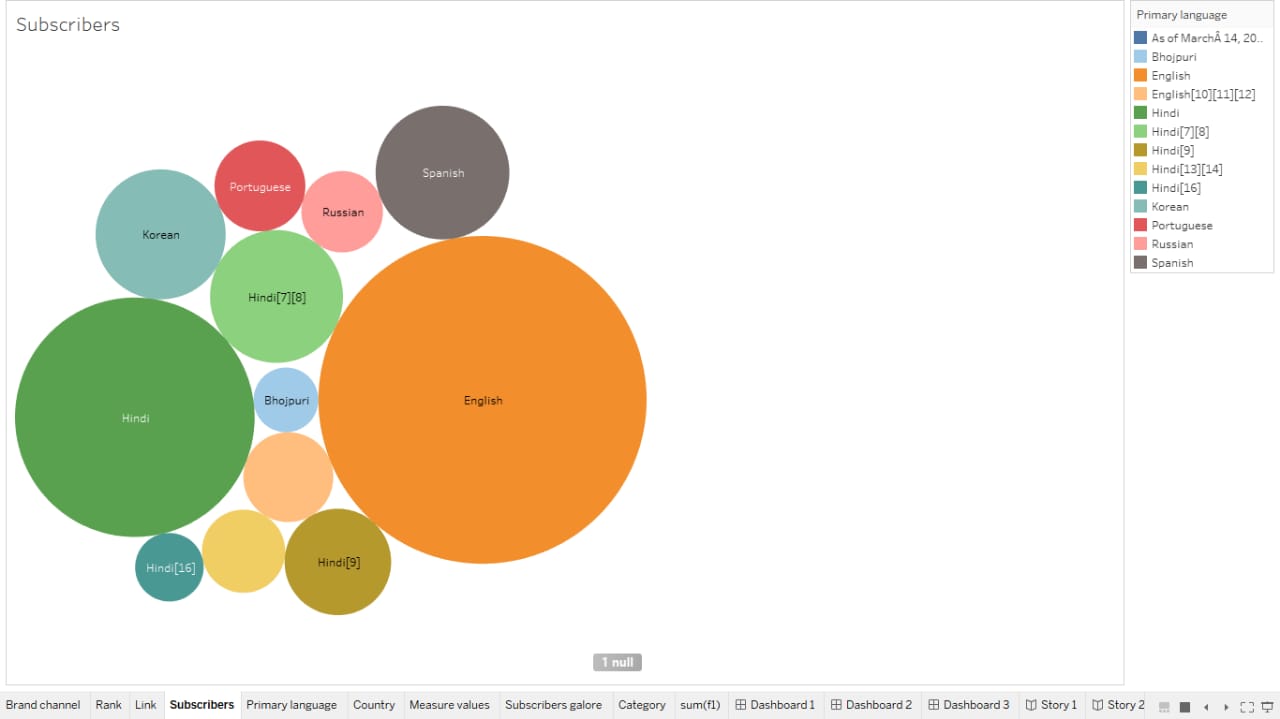 Subscribers
Primary language
As of MarchÂ 14, 20..
Bhojpuri
English
English[10][11][12]
Hindi
Hindi[7][8]
Hindi[9]
Hindi[13][14]
Hindi[16]
Korean
Portuguese
Russian
Spanish
Spanish
Portuguese
Russian
Korean
Hindi[7][8]
Bhojpuri
English
Hindi
Hindi[9]
Hindi[16]
1 null
Brand channel Rank Link Subscribers Primary language Country Measure values Subscribers galore Category sum(f1) Dashboard 1 Dashboard 2 Dashboard 3 Story 1 Story 2